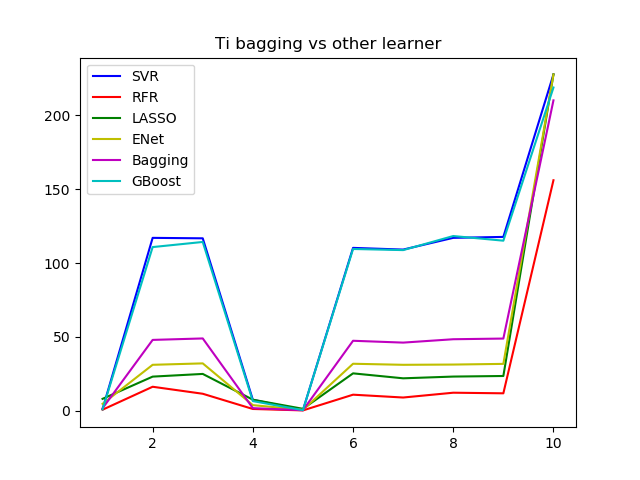 Ti bagging vs other learner
SVR
RFR
LASSO
ENet
Bagging
GBoost
200
150
100
50
0
2 4 6 8 10